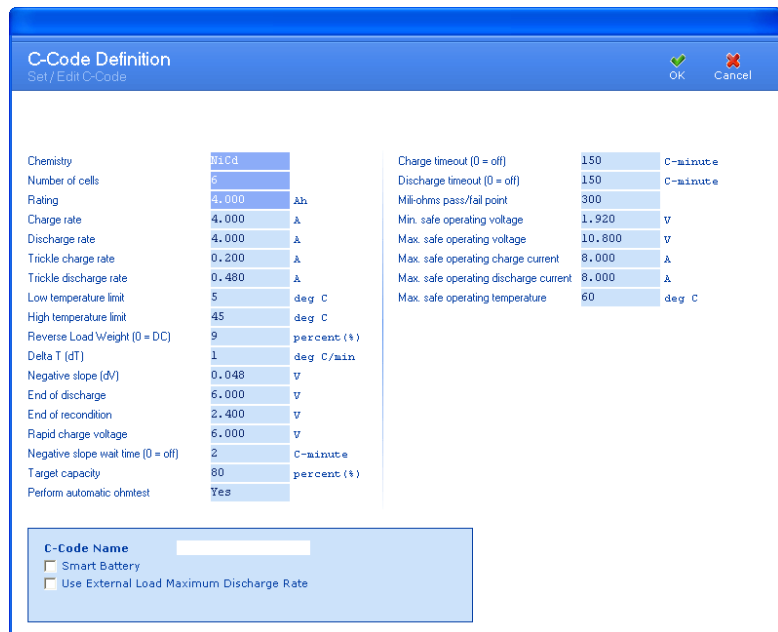 C-Code Definition
Set/Edit C-Code
OK
Cancel
Chemistry NiCd
Number of cells 6
Rating 4.000 Ah
Charge rate 4.000 A
Discharge rate 4.000 A
Trickle charge rate 0.200 A
Trickle discharge rate 0.480 A
Low temperature limit 5 deg C
High temperature limit 45 deg C
Reverse Load Weight (0 = DC) 9 percent(%)
Delta T (dT) 1 deg C/min
Negative slope (dV) 0.048 V
End of discharge 6.000 V
End of recondition 2.400 V
Rapid charge voltage 6.000 V
Negative slope wait time (0 = off) 2 C-minute
Target capacity 80 percent(%)
Perform automatic ohmtest Yes
Charge timeout (0 = off) 150 C-minute
Discharge timeout (0 = off) 150 C-minute
Mili-ohms pass/fail point 300
Min. safe operating voltage 1.920 V
Max. safe operating voltage 10.800 V
Max. safe operating charge current 8.000 A
Max. safe operating discharge current 8.000 A
Max. safe operating temperature 60 deg C
C-Code Name
Smart Battery
Use External Load Maximum Discharge Rate